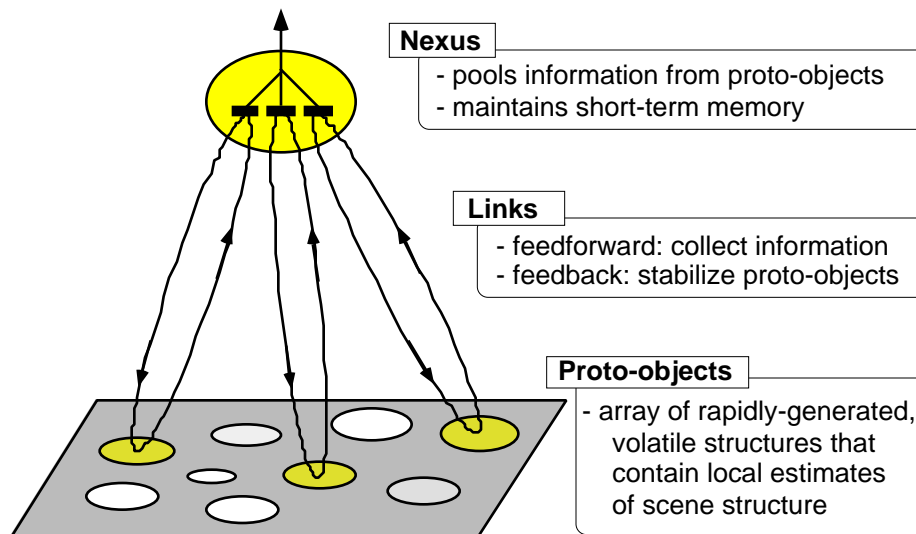 Nexus
- pools information from proto-objects
- maintains short-term memory
Links
- feedforward: collect information
- feedback: stabilize proto-objects
Proto-objects
- array of rapidly-generated,
volatile structures that
contain local estimates
of scene structure